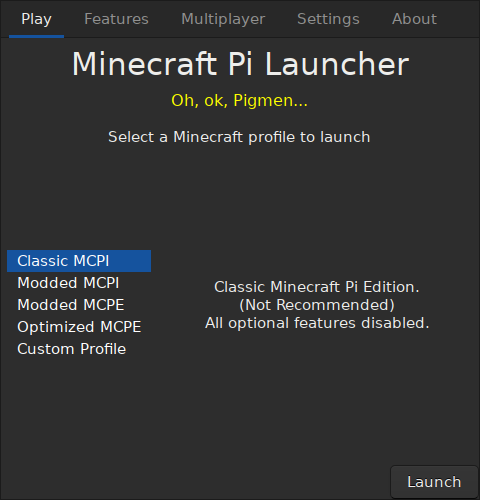 Play Features Multiplayer Settings About
Minecraft Pi Launcher
Oh, ok, Pigmen...
Select a Minecraft profile to launch
Classic MCPI
Modded MCPI
Modded MCPE
Optimized MCPE
Custom Profile
Classic Minecraft Pi Edition.
(Not Recommended)
All optional features disabled.
Launch